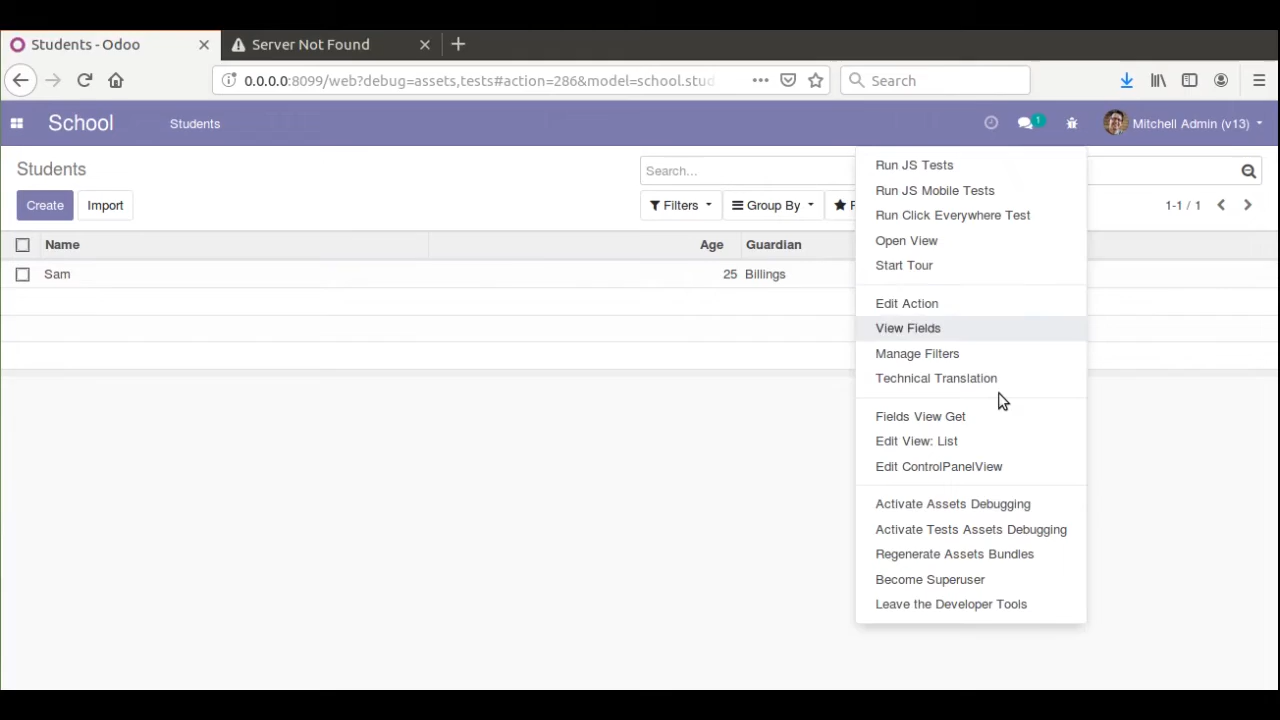 Students - Odoo
Server Not Found
0.0.0.0:8099/web?debug=assets,tests#action=286&model=school.stud
Search
School
Students
1
Mitchell Admin (v13)
Students
Search...
Create
Import
Filters
Group By
F
1-1 / 1
Name
Age
Guardian
Sam
25
Billings
Run JS Tests
Run JS Mobile Tests
Run Click Everywhere Test
Open View
Start Tour
Edit Action
View Fields
Manage Filters
Technical Translation
Fields View Get
Edit View: List
Edit ControlPanelView
Activate Assets Debugging
Activate Tests Assets Debugging
Regenerate Assets Bundles
Become Superuser
Leave the Developer Tools